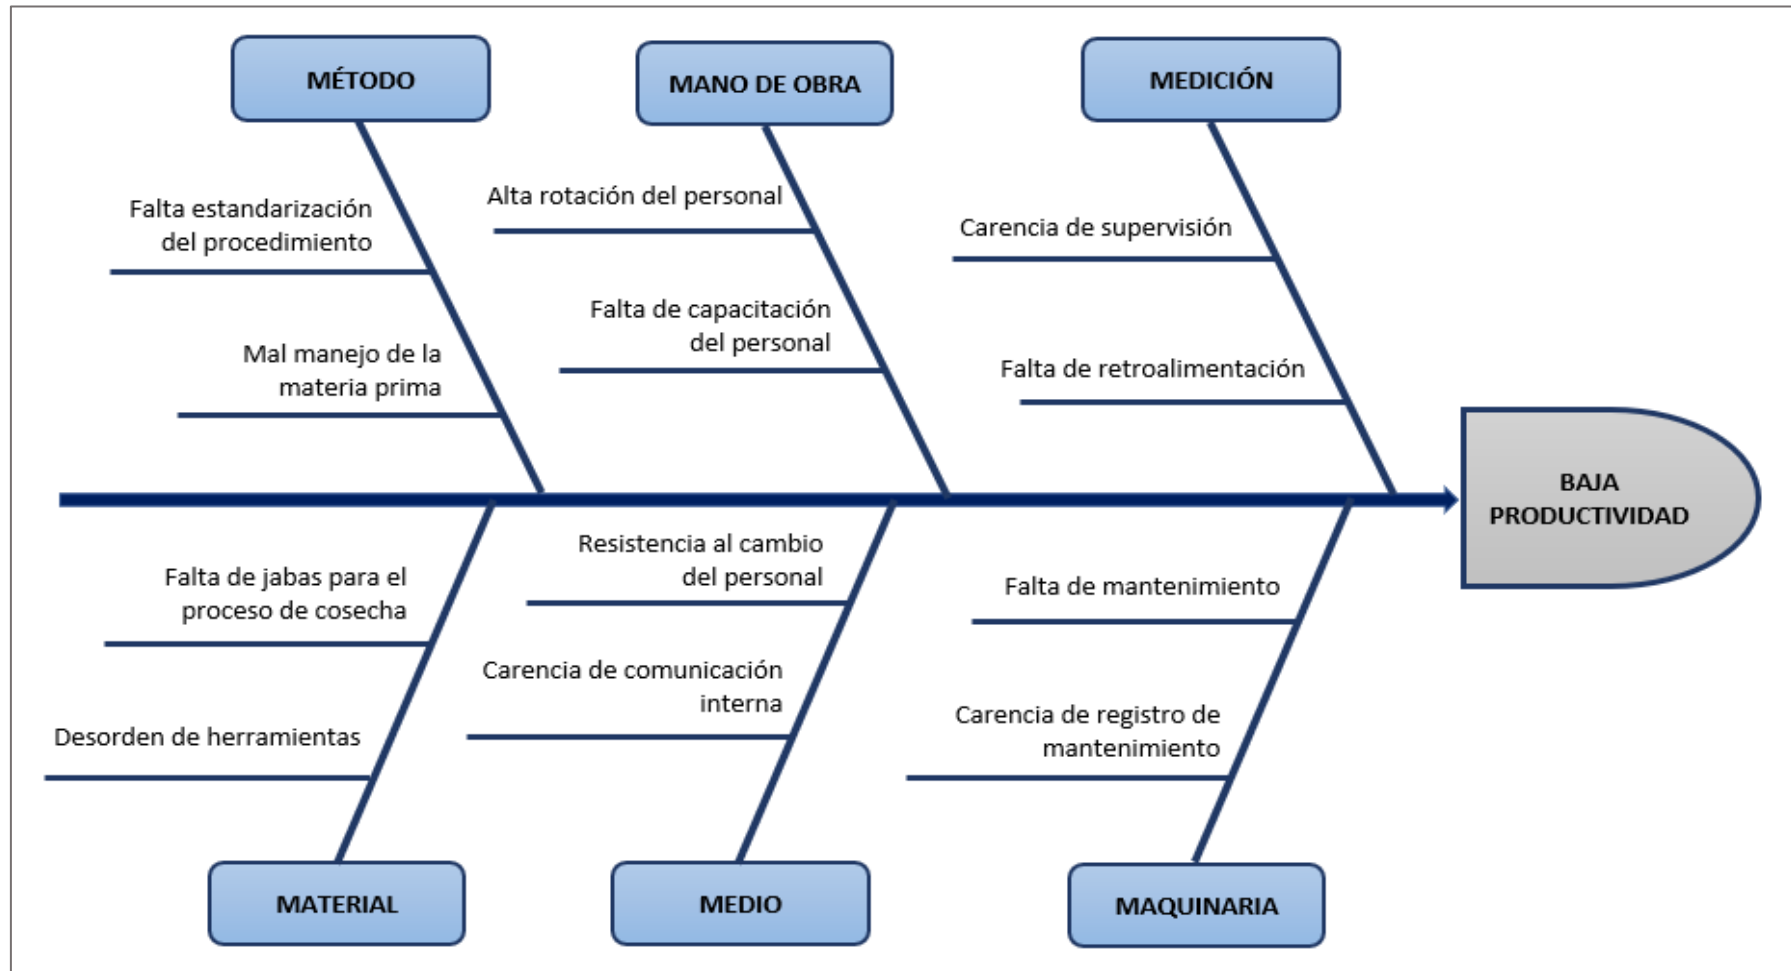 MÉTODO
MANO DE OBRA
MEDICIÓN
Falta estandarización
del procedimiento
Mal manejo de la
materia prima
Alta rotación del personal
Falta de capacitación
del personal
Carencia de supervisión
Falta de retroalimentación
BAJA
PRODUCTIVIDAD
Falta de jabas para el
proceso de cosecha
Desorden de herramientas
Resistencia al cambio
del personal
Carencia de comunicación
interna
Falta de mantenimiento
Carencia de registro de
mantenimiento
MATERIAL
MEDIO
MAQUINARIA